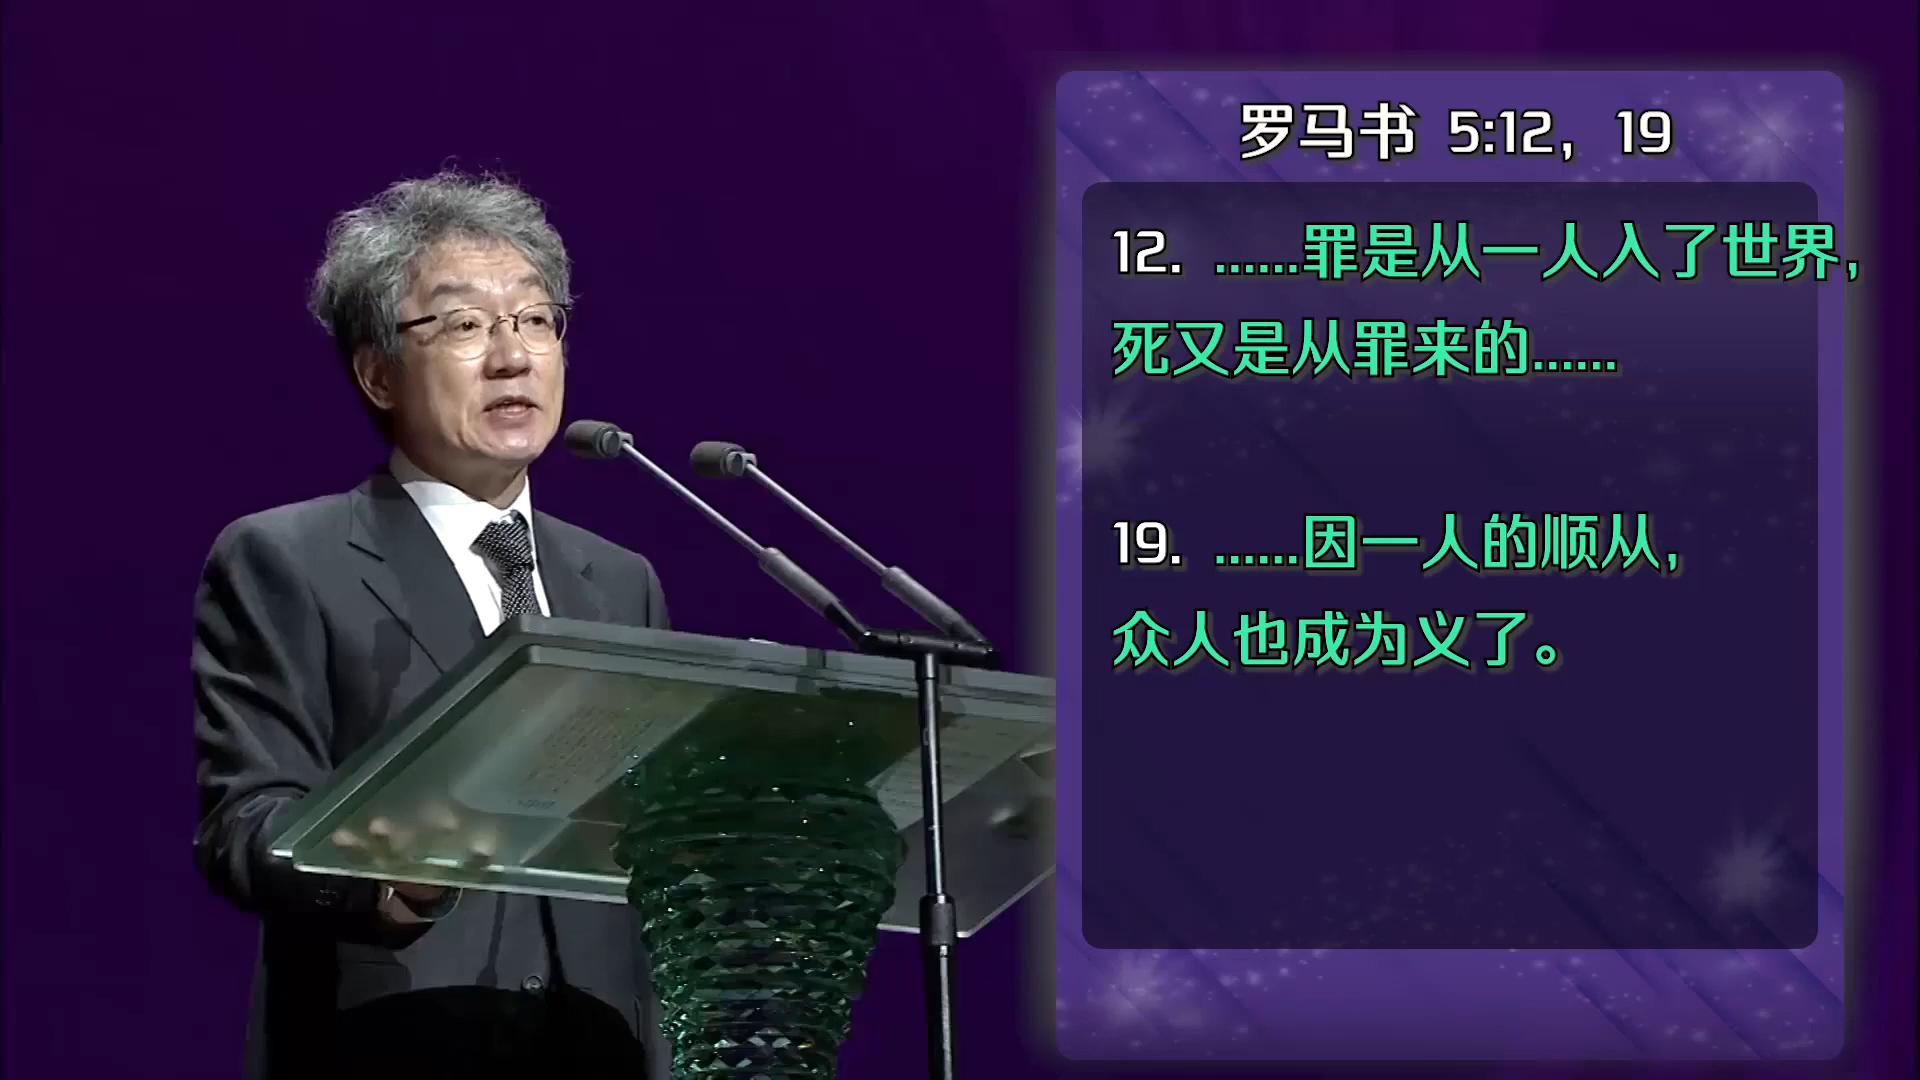 罗马书 5:12，19
12. ......罪是从一人入了世界，
死又是从罪来的......
19. ......因一人的顺从，
众人也成为义了。